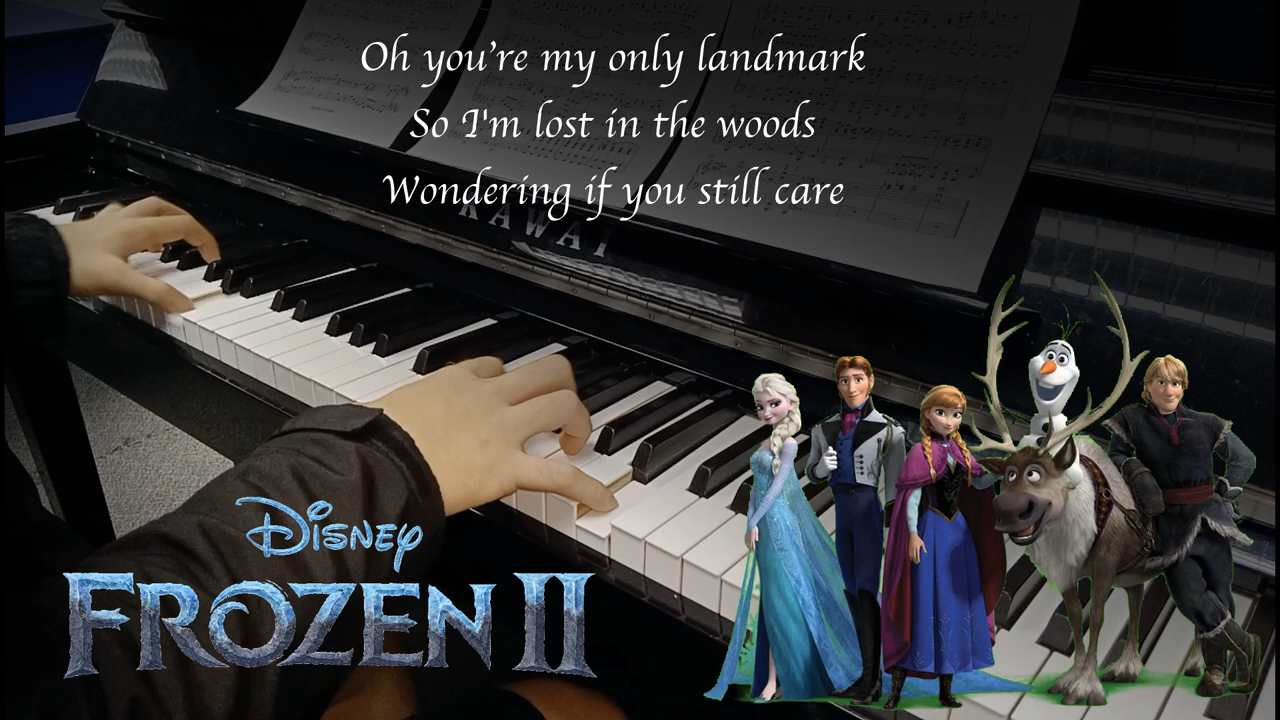 Oh you're my only landmark
So I'm lost in the woods
Wondering if you still care
KAWAI
DISNEY
FROZEN II